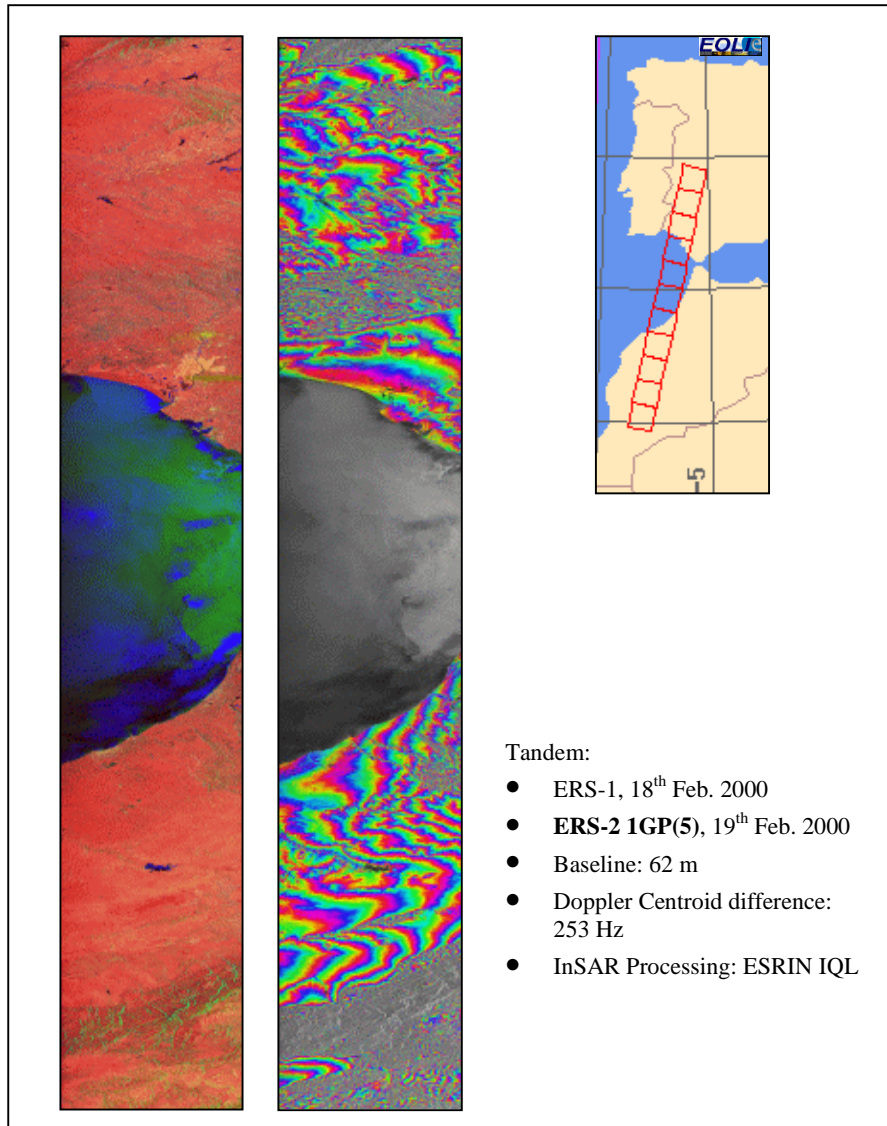 EOLI
-5
Tandem:
● ERS-1, 18th Feb. 2000
● ERS-2 1GP(5), 19th Feb. 2000
● Baseline: 62 m
● Doppler Centroid difference:
253 Hz
● InSAR Processing: ESRIN IQL